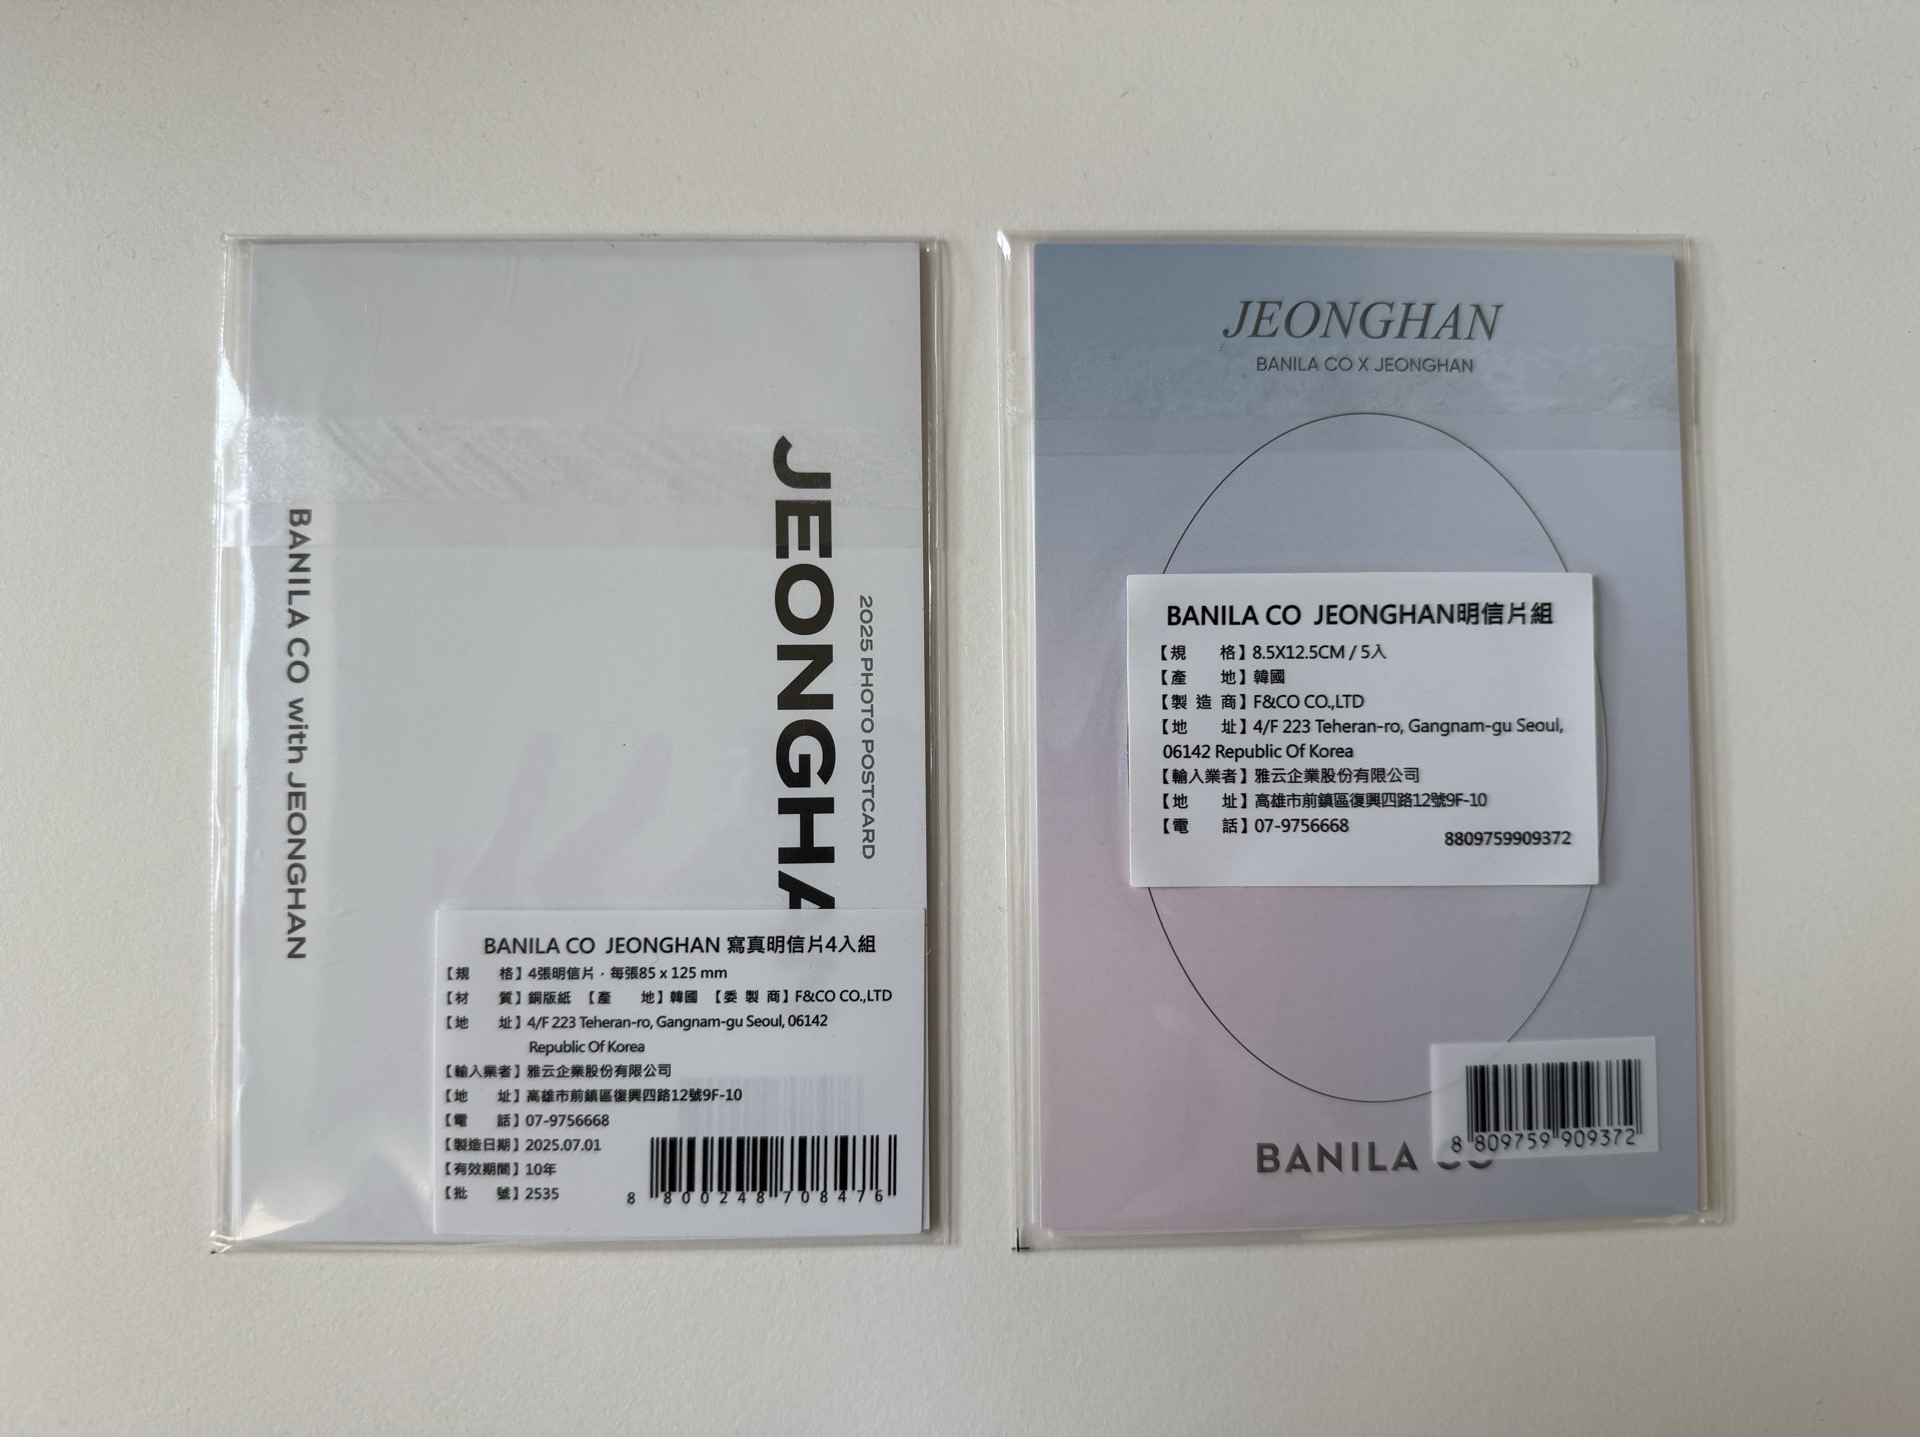 BANILA CO with JEONGHAN
JEONGHA
2025 PHOTO POSTCARD
BANILA CO JEONGHAN 寫真明信片4入組
【規 格】4張明信片，每張85 x 125 mm
【材 質】銅版紙 【產 地】韓國 【委 製 商】F&CO CO.,LTD
【地 址】4/F 223 Teheran-ro, Gangnam-gu Seoul, 06142
Republic Of Korea
【輸入業者】雅云企業股份有限公司
【地 址】高雄市前鎮區復興四路12號9F-10
【電 話】07-9756668
【製造日期】2025.07.01
【有效期間】10年
【批 號】2535
8 800248 708476
JEONGHAN
BANILA CO X JEONGHAN
BANILA CO JEONGHAN明信片組
【規 格】8.5X12.5CM / 5入
【產 地】韓國
【製 造 商】F&CO CO.,LTD
【地 址】4/F 223 Teheran-ro, Gangnam-gu Seoul,
06142 Republic Of Korea
【輸入業者】雅云企業股份有限公司
【地 址】高雄市前鎮區復興四路12號9F-10
【電 話】07-9756668
8809759909372
8 809759 909372
BANILA CO